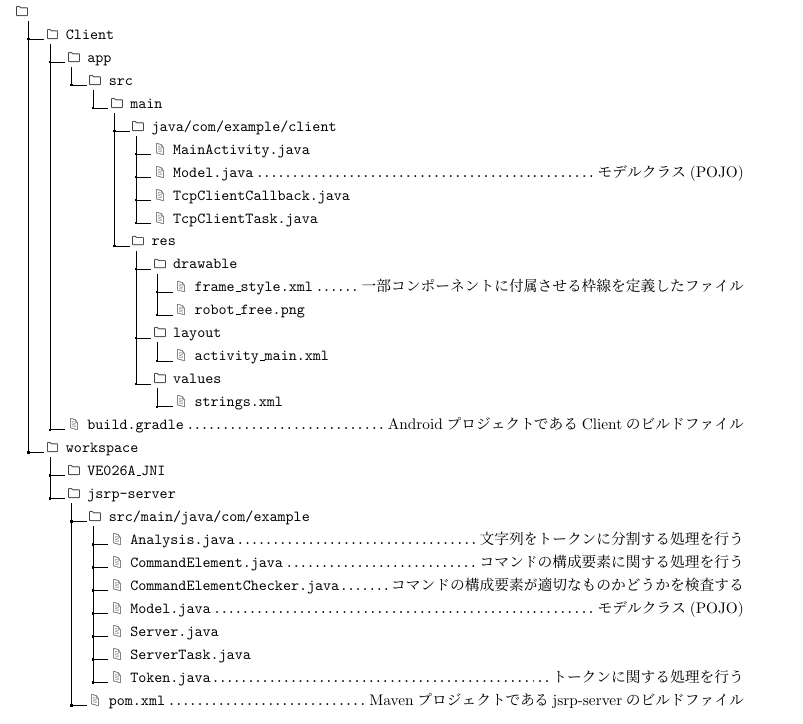 Client
app
src
main
java/com/example/client
MainActivity.java
Model.java ............................................ モデルクラス (POJO)
TcpClientCallback.java
TcpClientTask.java
res
drawable
frame_style.xml ...... 一部コンポーネントに付属させる枠線を定義したファイル
robot_free.png
layout
activity_main.xml
values
strings.xml
build.gradle ......................... Android プロジェクトである Client のビルドファイル
workspace
VE026A_JNI
jsrp-server
src/main/java/com/example
Analysis.java ............................... 文字列をトークンに分割する処理を行う
CommandElement.java ......................... コマンドの構成要素に関する処理を行う
CommandElementChecker.java ....... コマンドの構成要素が適切なものかどうかを検査する
Model.java ................................................. モデルクラス (POJO)
Server.java
ServerTask.java
Token.java ............................................ トークンに関する処理を行う
pom.xml .......................... Maven プロジェクトである jsrp-server のビルドファイル